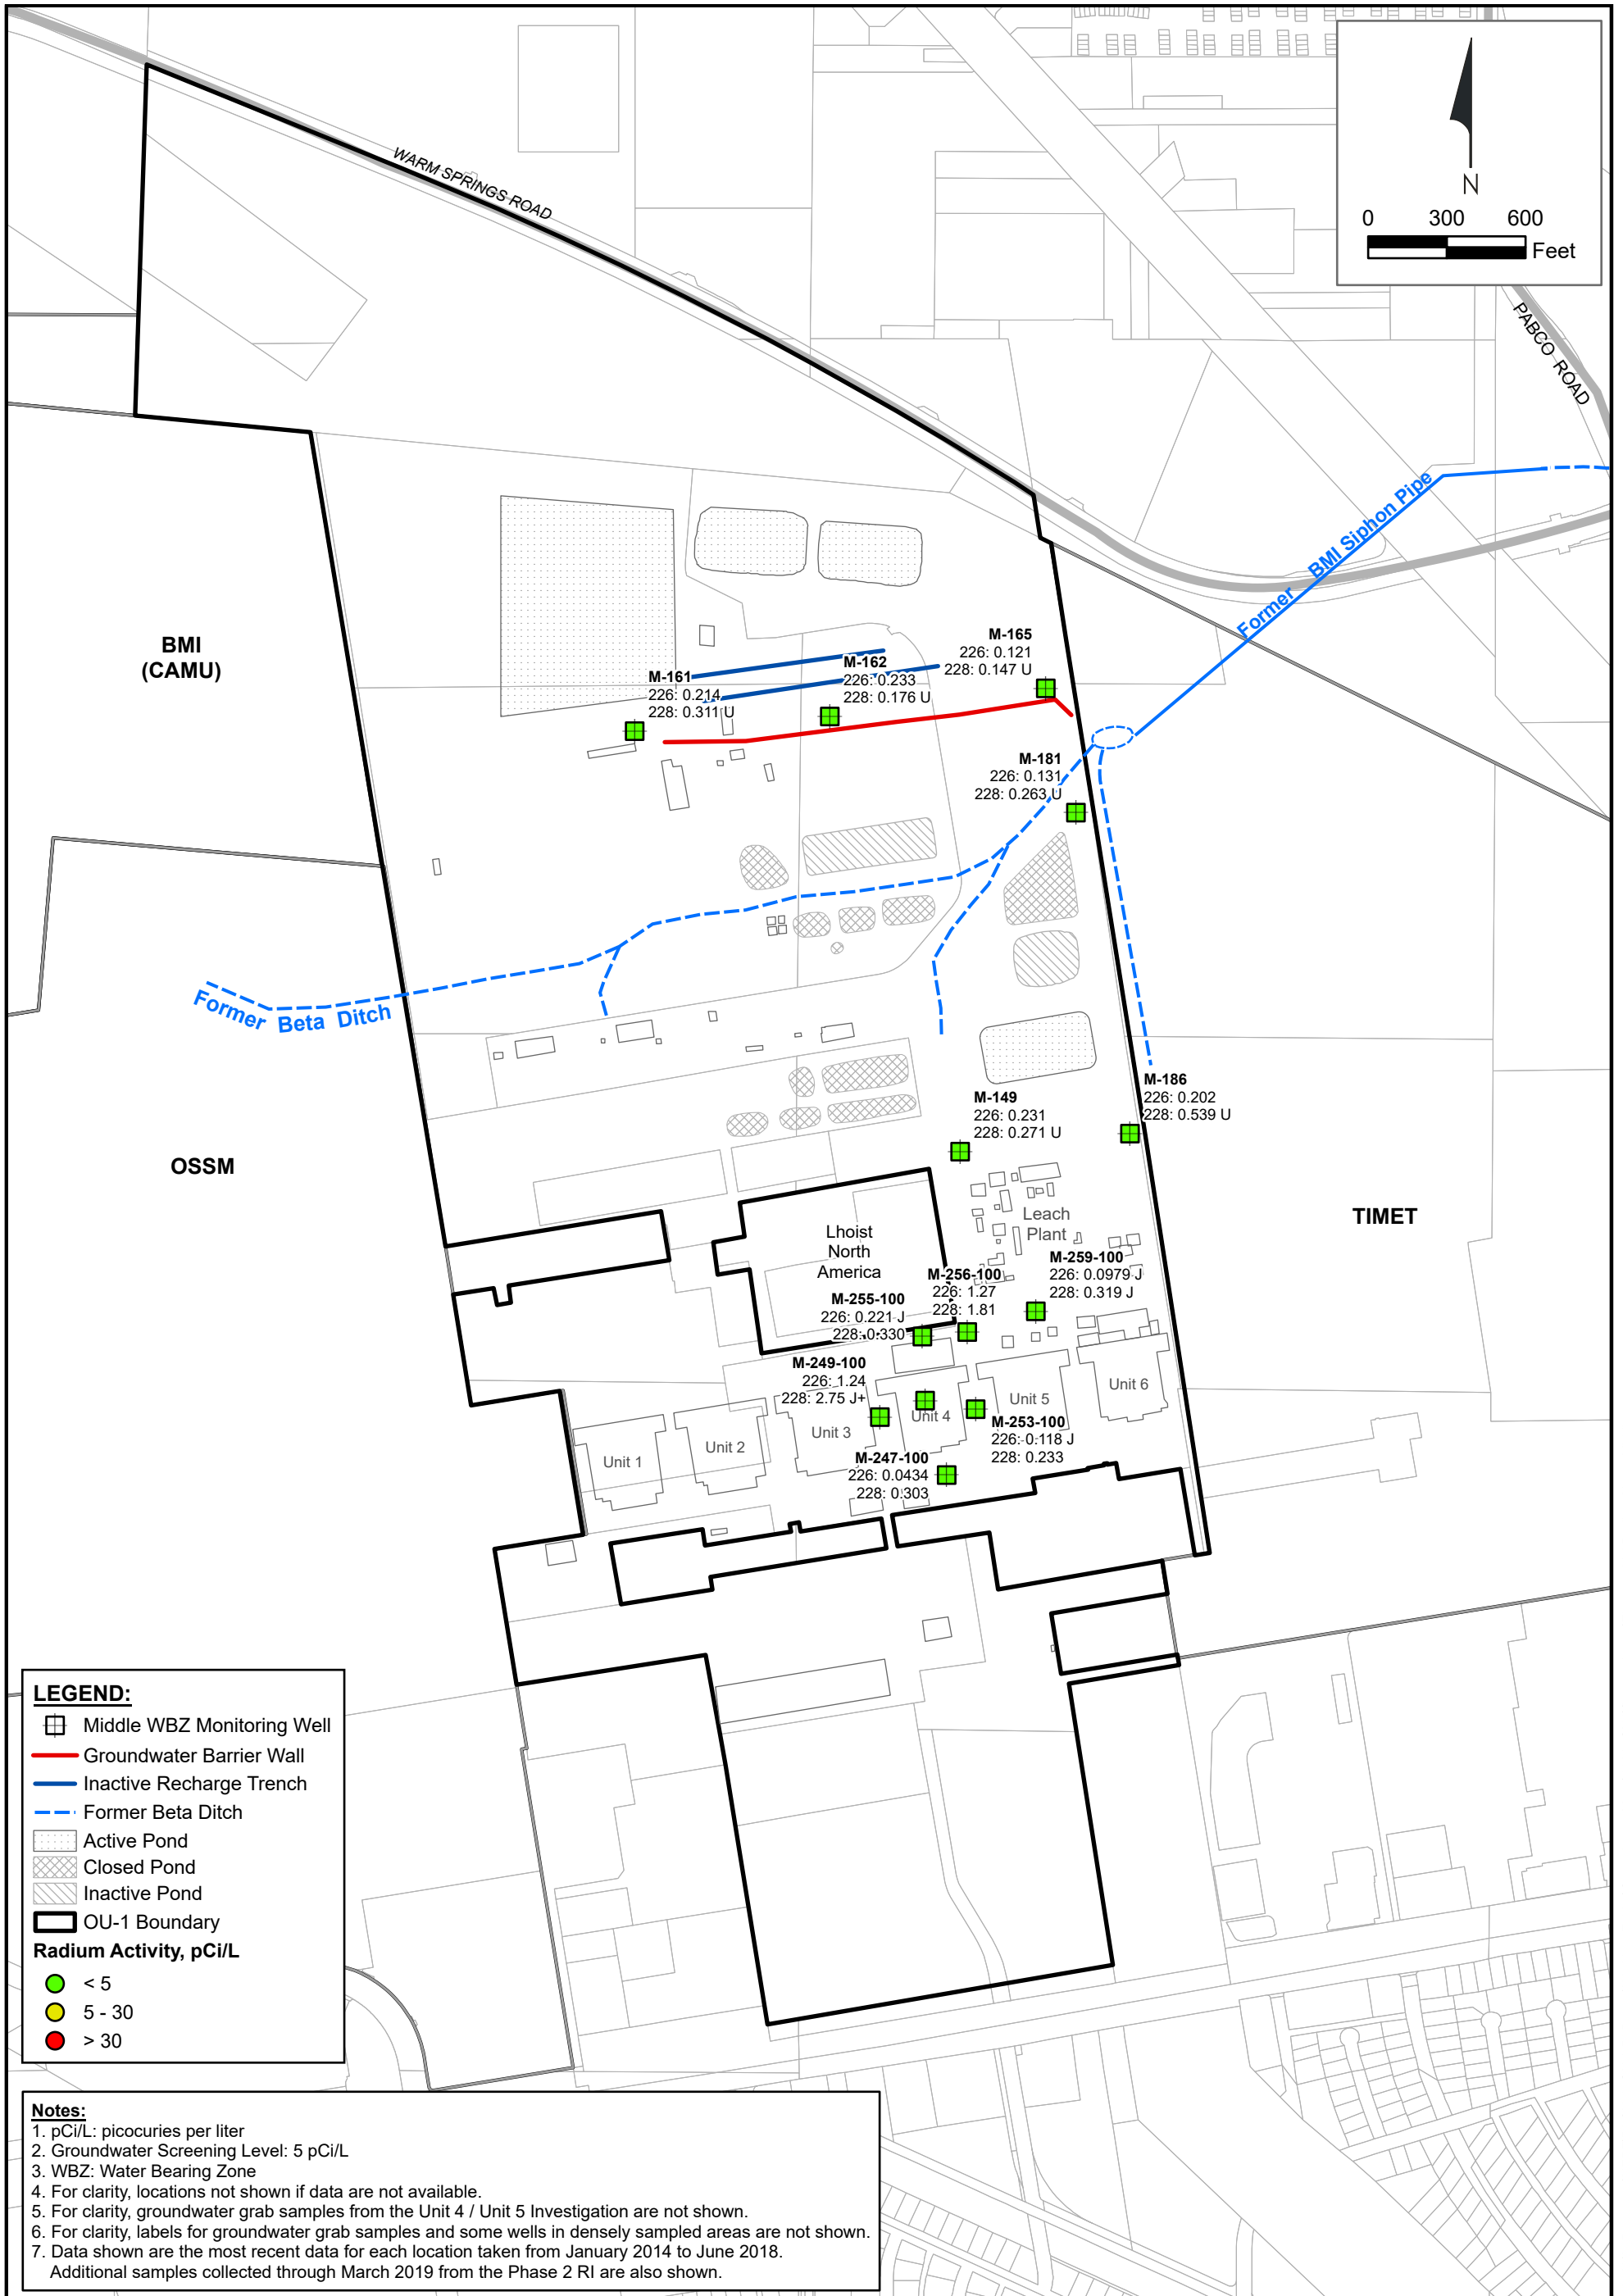 WARM SPRINGS ROAD
N
0 300 600
Feet
PABCO ROAD
Former BMI Siphon Pipe
BMI
(CAMU)
M-161
226: 0.214
228: 0.311 U
M-162
226: 0.233
228: 0.176 U
M-165
226: 0.121
228: 0.147 U
M-181
226: 0.131
228: 0.263 U
Former Beta Ditch
OSSM
M-149
226: 0.231
228: 0.271 U
M-186
226: 0.202
228: 0.539 U
TIMET
Lhoist
North
America
Leach
Plant
M-259-100
226: 0.0979 J
228: 0.319 J
M-256-100
226: 1.27
228: 1.81
M-255-100
226: 0.221 J
228: 0.330
M-249-100
226: 1.24
228: 2.75 J+
M-253-100
226: 0.118 J
228: 0.233
M-247-100
226: 0.0434
228: 0.303
Unit 1
Unit 2
Unit 3
Unit 4
Unit 5
Unit 6
LEGEND:
Middle WBZ Monitoring Well
Groundwater Barrier Wall
Inactive Recharge Trench
Former Beta Ditch
Active Pond
Closed Pond
Inactive Pond
OU-1 Boundary
Radium Activity, pCi/L
< 5
5 - 30
> 30
Notes:
1. pCi/L: picocuries per liter
2. Groundwater Screening Level: 5 pCi/L
3. WBZ: Water Bearing Zone
4. For clarity, locations not shown if data are not available.
5. For clarity, groundwater grab samples from the Unit 4 / Unit 5 Investigation are not shown.
6. For clarity, labels for groundwater grab samples and some wells in densely sampled areas are not shown.
7. Data shown are the most recent data for each location taken from January 2014 to June 2018.
Additional samples collected through March 2019 from the Phase 2 RI are also shown.